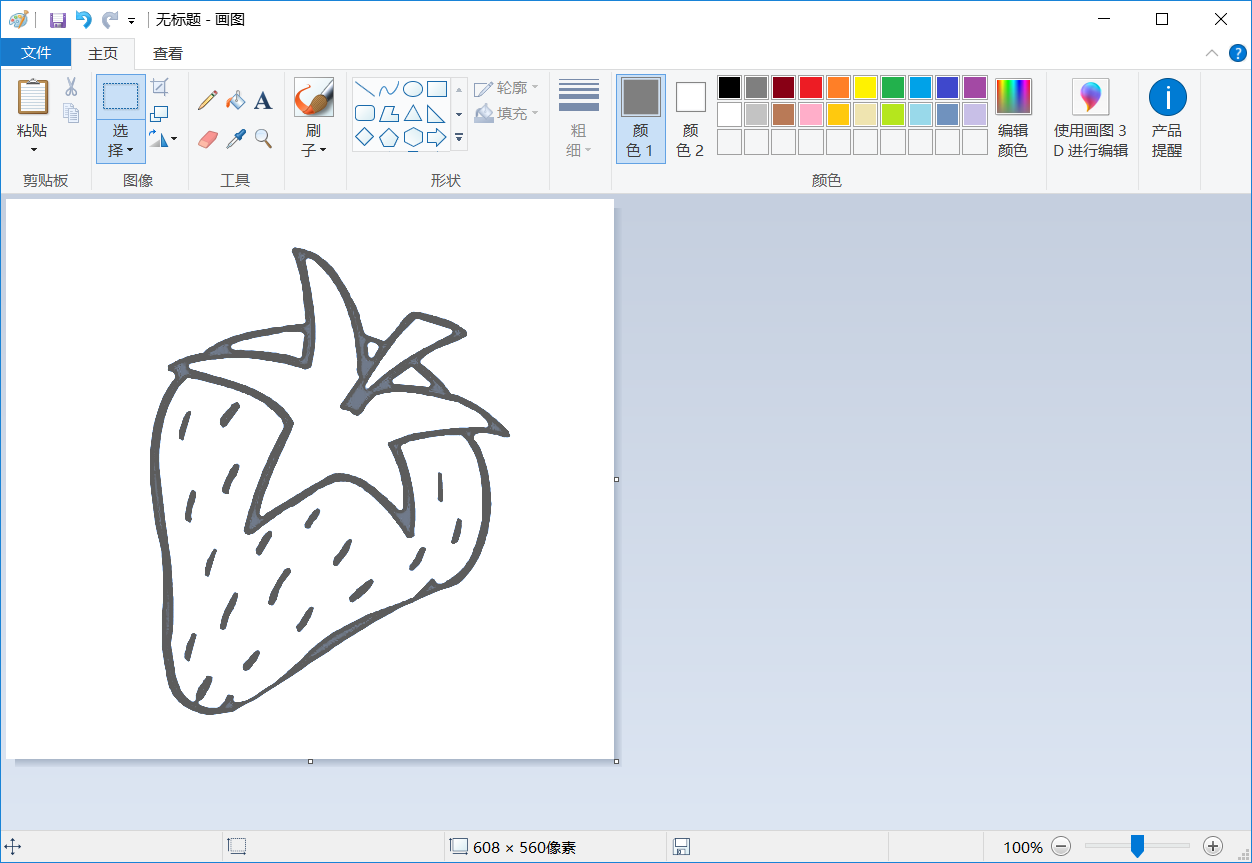 无标题 - 画图
文件
主页
查看
?
粘贴
剪贴板
选择
图像
A
工具
刷子
轮廓
填充
形状
粗细
颜色 1
颜色 2
编辑颜色
颜色
使用画图 3D 进行编辑
i
产品提醒
608 × 560像素
100%